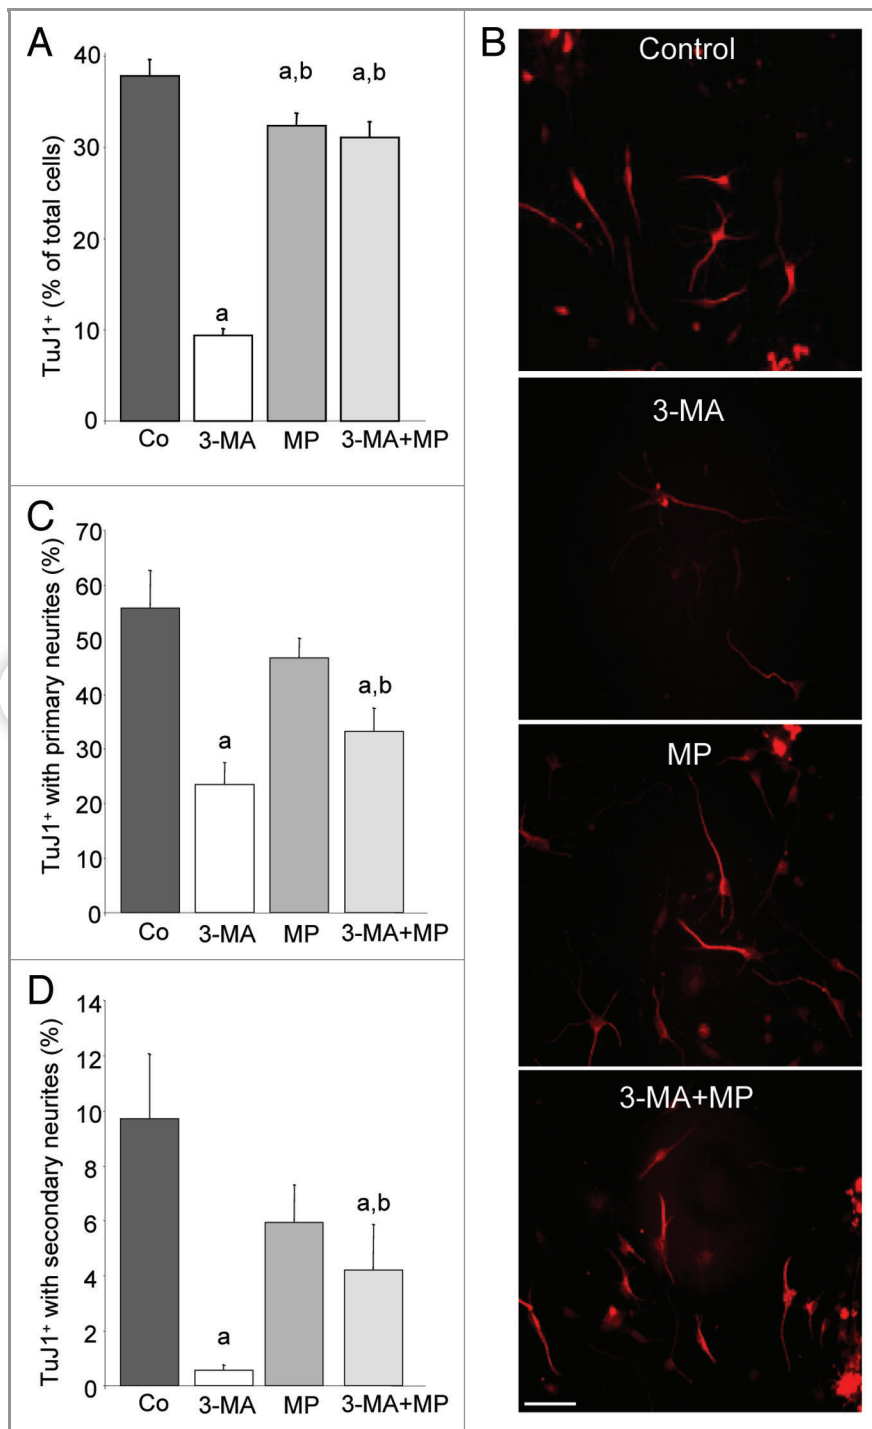 A
40
30
20
10
0
TuJ1⁺ (% of total cells)
a
a,b
a,b
Co 3-MA MP 3-MA+MP
B
Control
3-MA
MP
3-MA+MP
C
70
60
50
40
30
20
10
0
TuJ1⁺ with primary neurites (%)
a
a,b
Co 3-MA MP 3-MA+MP
D
14
12
10
8
6
4
2
0
TuJ1⁺ with secondary neurites (%)
a
a,b
Co 3-MA MP 3-MA+MP